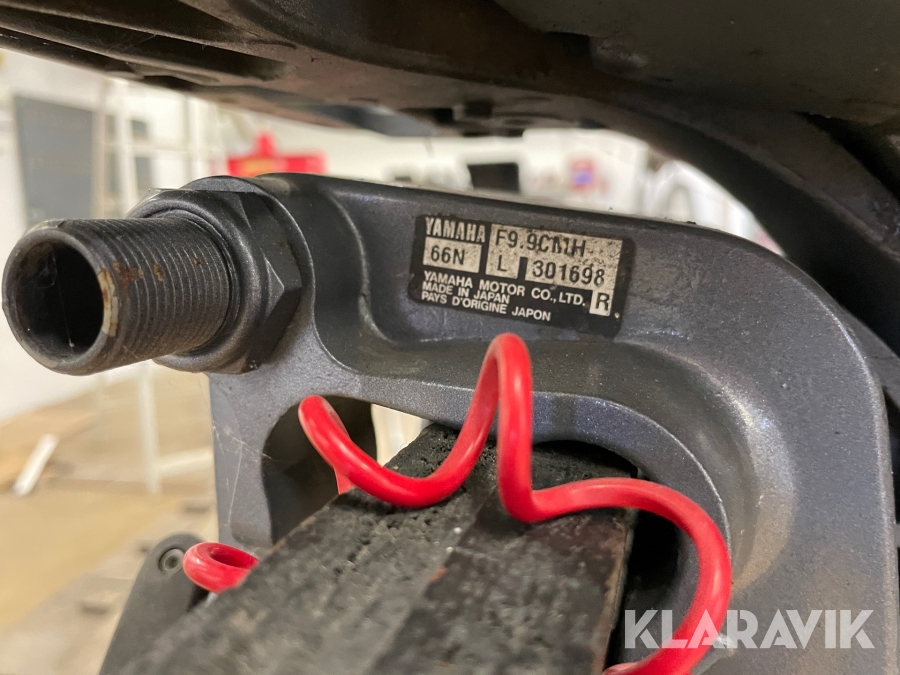 YAMAHA F9.9CMH
66N L 301698
YAMAHA MOTOR CO., LTD.
MADE IN JAPAN
PAYS D'ORIGINE JAPON
R
KLARAVIK